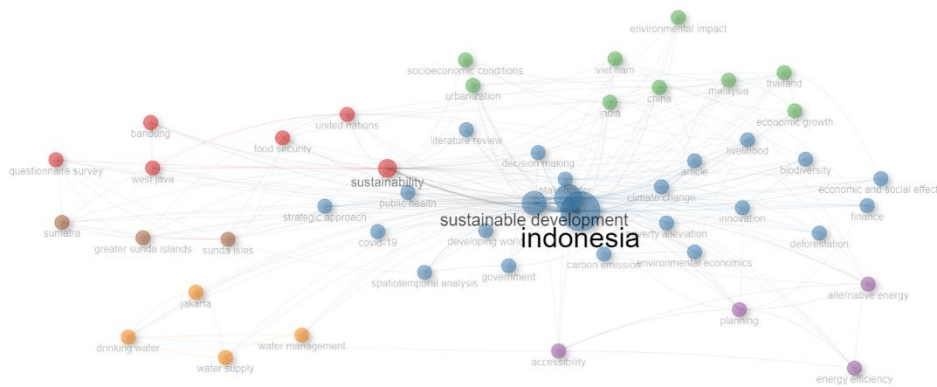 environmental impact
socioeconomic conditions
viet nam
thailand
urbanization
china
malaysia
india
economic growth
bandung
united nations
food security
literature review
livelihood
questionnaire survey
west java
decision making
article
biodiversity
sustainability
stakeholder
climate change
economic and social effect
public health
strategic approach
sustainable development
innovation
finance
sumatra
greater sunda islands
sunda isles
covid-19
developing world
indonesia
poverty alleviation
deforestation
spatiotemporal analysis
government
carbon emission
environmental economics
jakarta
alternative energy
planning
drinking water
water management
water supply
accessibility
energy efficiency